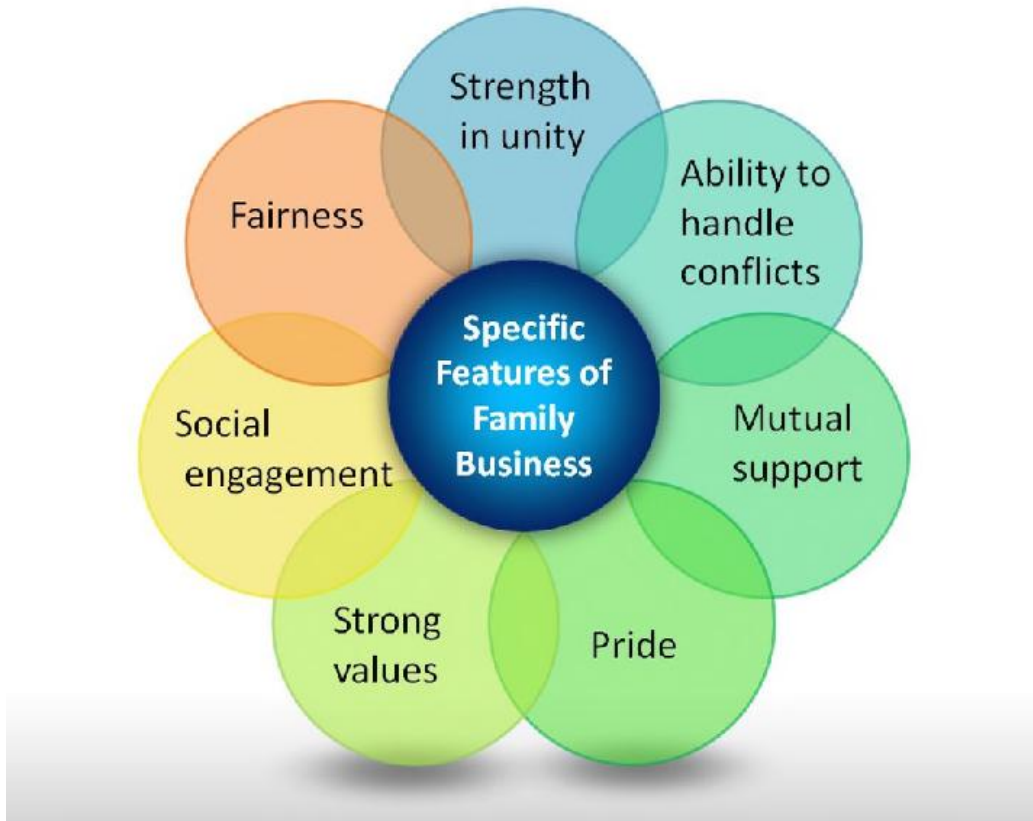 Strength
in unity
Ability to
handle
conflicts
Mutual
support
Pride
Strong
values
Social
engagement
Fairness
Specific
Features of
Family
Business